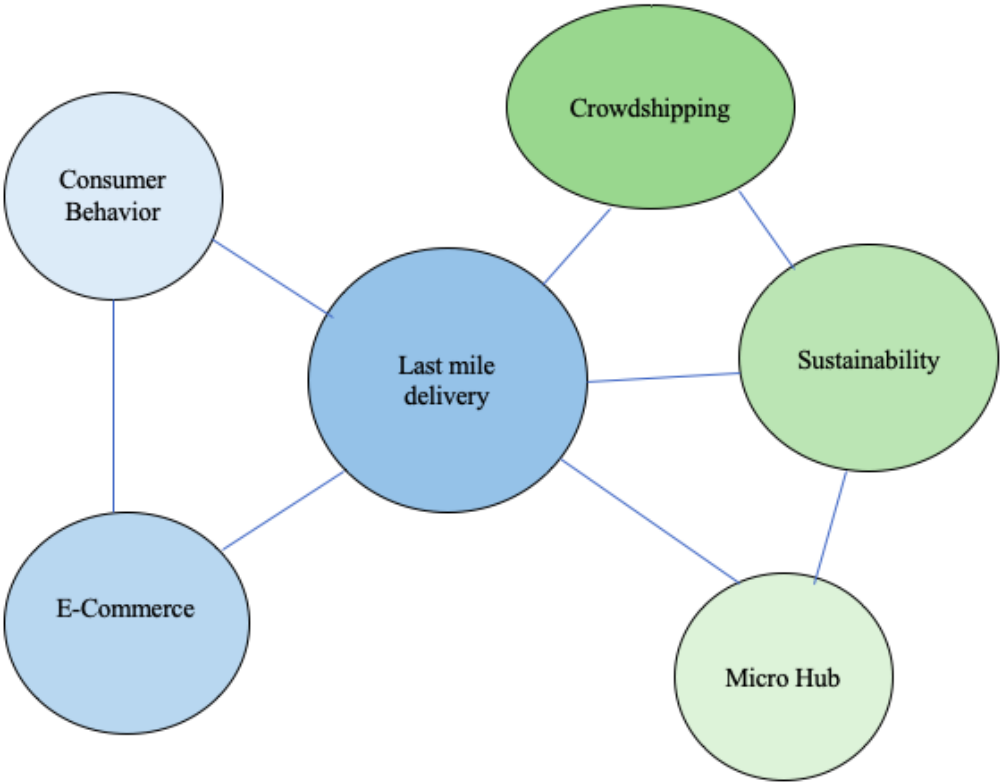 Crowdshipping
Consumer
Behavior
Last mile
delivery
Sustainability
E-Commerce
Micro Hub